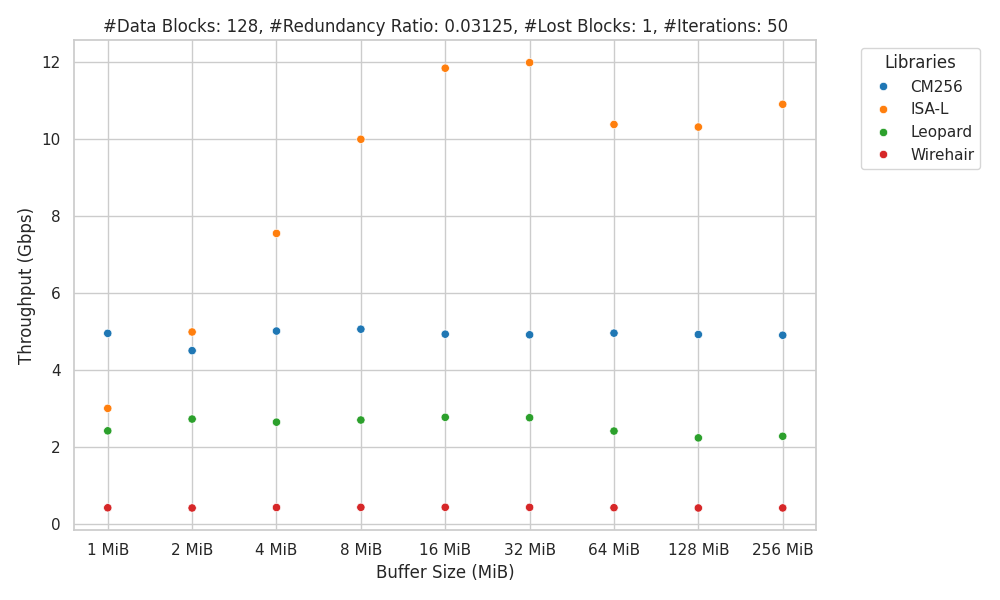 #Data Blocks: 128, #Redundancy Ratio: 0.03125, #Lost Blocks: 1, #Iterations: 50
Libraries
CM256
ISA-L
Leopard
Wirehair
Throughput (Gbps)
12
10
8
6
4
2
0
1 MiB 2 MiB 4 MiB 8 MiB 16 MiB 32 MiB 64 MiB 128 MiB 256 MiB
Buffer Size (MiB)